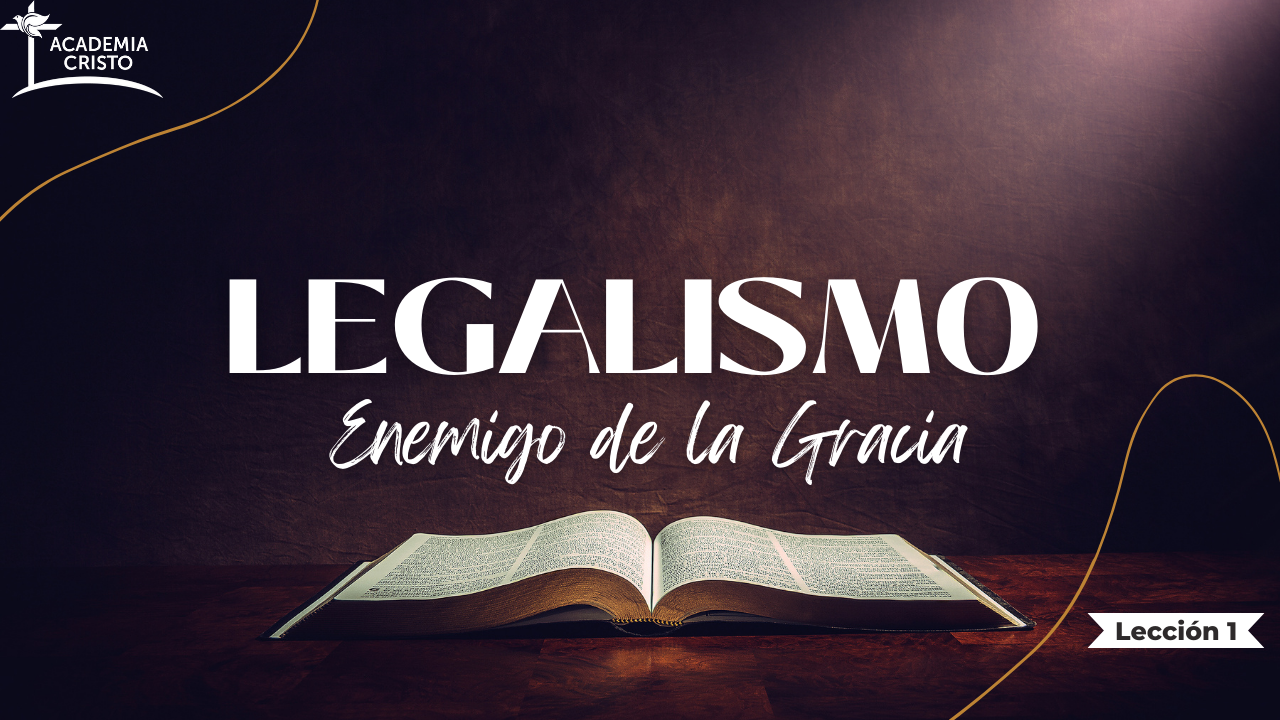 ACADEMIA
CRISTO
LEGALISMO
Enemigo de la Gracia
Lección 1